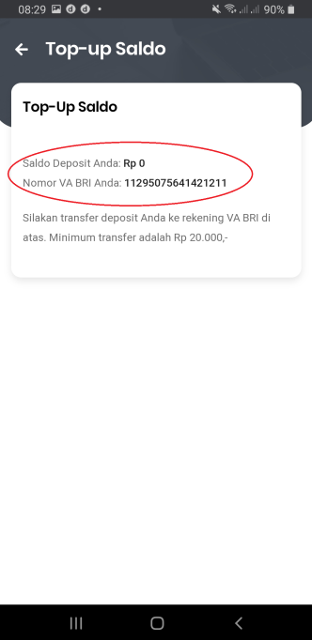 08:29 90%
Top-up Saldo
Top-Up Saldo
Saldo Deposit Anda: Rp 0
Nomor VA BRI Anda: 11295075641421211
Silakan transfer deposit Anda ke rekening VA BRI di
atas. Minimum transfer adalah Rp 20.000,-